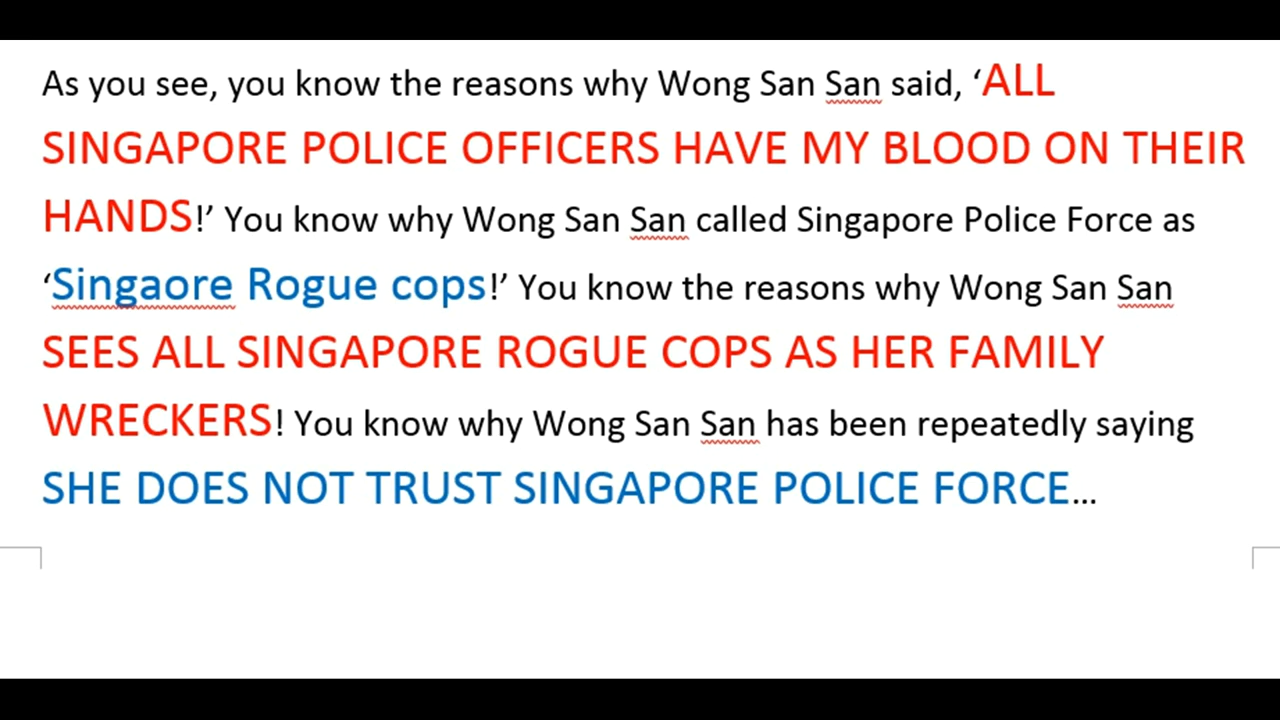 As you see, you know the reasons why Wong San San said, ‘ALL
SINGAPORE POLICE OFFICERS HAVE MY BLOOD ON THEIR
HANDS!’ You know why Wong San San called Singapore Police Force as
‘Singaore Rogue cops!’ You know the reasons why Wong San San
SEES ALL SINGAPORE ROGUE COPS AS HER FAMILY
WRECKERS! You know why Wong San San has been repeatedly saying
SHE DOES NOT TRUST SINGAPORE POLICE FORCE...